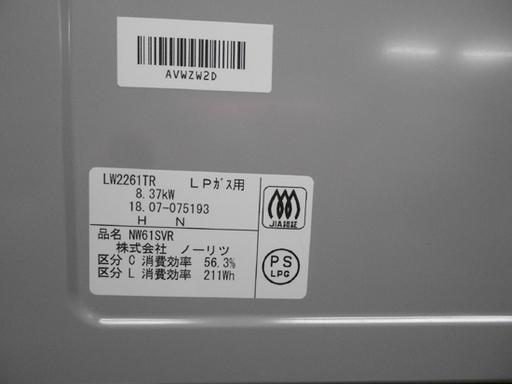 AVWZW2D
LW2261TR LPガス用
8.37kW
18.07-075193
H N
品名 NW61SVR
株式会社 ノーリツ
区分 C 消費効率 56.3%
区分 L 消費効率 211Wh
JIA認証
PS
LPG